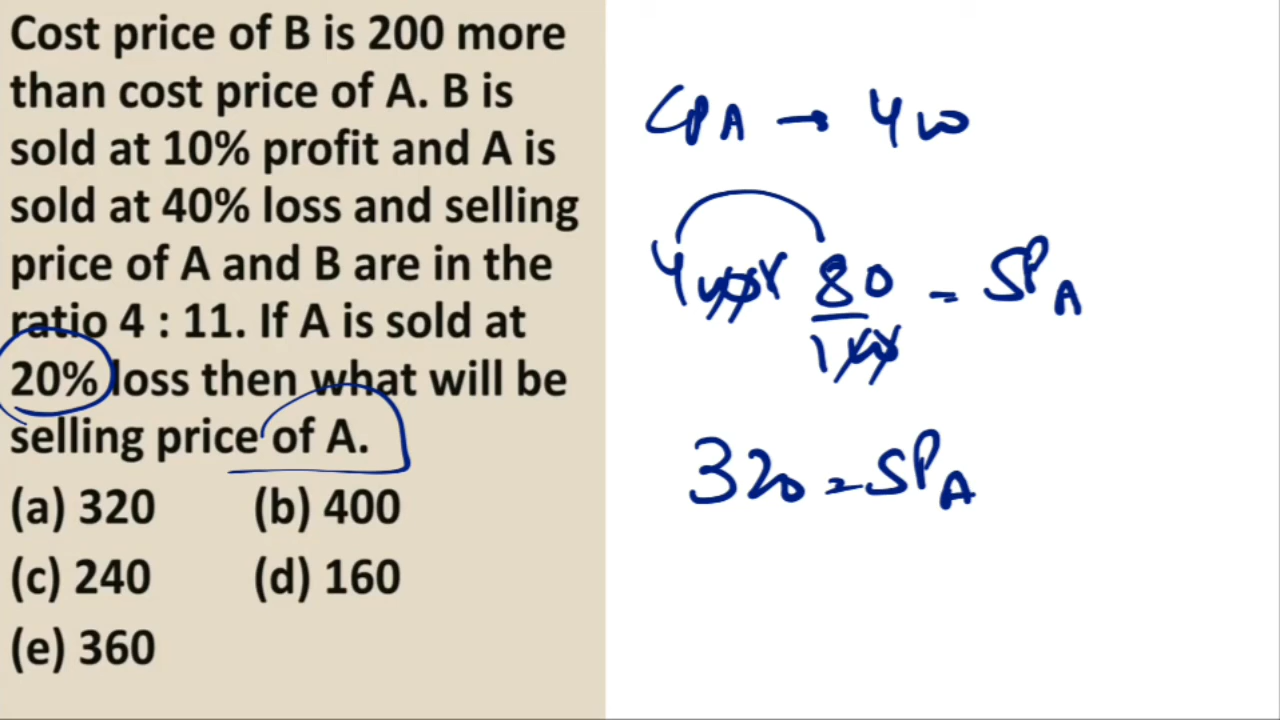 Cost price of B is 200 more
than cost price of A. B is
sold at 10% profit and A is
sold at 40% loss and selling
price of A and B are in the
ratio 4 : 11. If A is sold at
20% loss then what will be
selling price of A.
(a) 320 (b) 400
(c) 240 (d) 160
(e) 360
CPA → 400
400 × 80 = SPA
100
320 = SPA